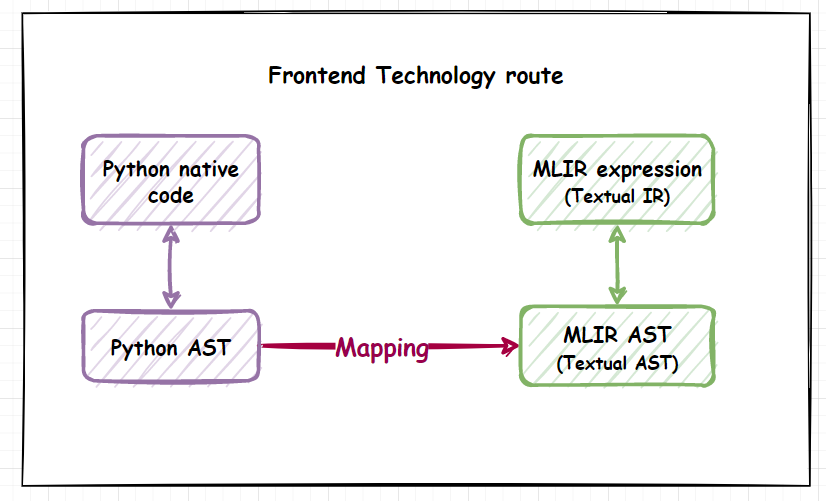 Frontend Technology route
Python native
code
MLIR expression
(Textual IR)
Python AST
Mapping
MLIR AST
(Textual AST)